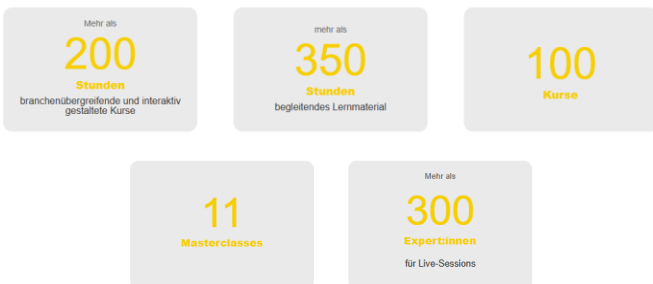 Mehr als
200
Stunden
branchenübergreifende und interaktiv
gestaltete Kurse
mehr als
350
Stunden
begleitendes Lernmaterial
100
Kurse
11
Masterclasses
Mehr als
300
Expert:innen
für Live-Sessions